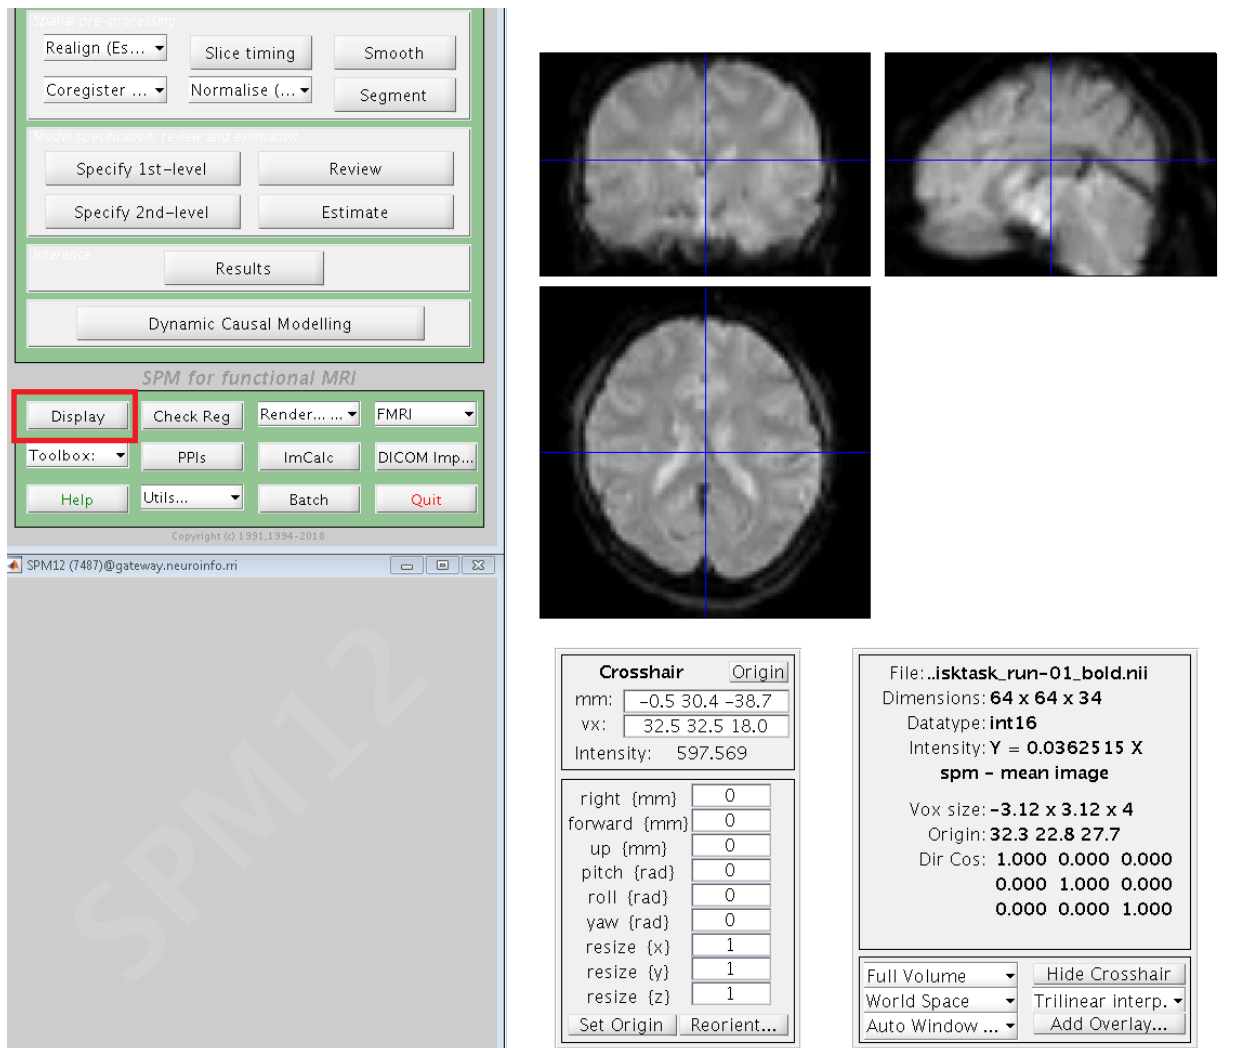 Spatial pre-processing
Realign (Es...
Slice timing
Smooth
Coregister ...
Normalise (...
Segment
Model specification, review and estimation
Specify 1st-level
Review
Specify 2nd-level
Estimate
Inference
Results
Dynamic Causal Modelling
SPM for functional MRI
Display
Check Reg
Render... ...
FMRI
Toolbox:
PPIs
ImCalc
DICOM Imp...
Help
Utils...
Batch
Quit
Copyright (c) 1991,1994-2018
SPM12 (7487)@gateway.neuroinfo.rri
SPM12
Crosshair
Origin
mm: -0.5 30.4 -38.7
vx: 32.5 32.5 18.0
Intensity: 597.569
right {mm} 0
forward {mm} 0
up {mm} 0
pitch {rad} 0
roll {rad} 0
yaw {rad} 0
resize {x} 1
resize {y} 1
resize {z} 1
Set Origin
Reorient...
File: ..isktask_run-01_bold.nii
Dimensions: 64 x 64 x 34
Datatype: int16
Intensity: Y = 0.0362515 X
spm - mean image
Vox size: -3.12 x 3.12 x 4
Origin: 32.3 22.8 27.7
Dir Cos: 1.000 0.000 0.000
0.000 1.000 0.000
0.000 0.000 1.000
Full Volume
Hide Crosshair
World Space
Trilinear interp.
Auto Window ...
Add Overlay...